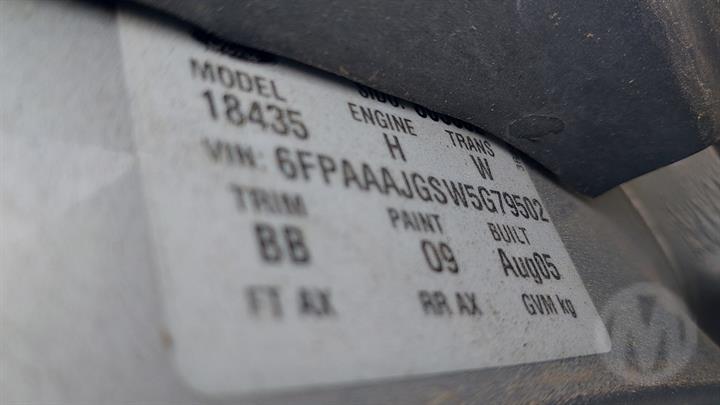 MODEL ENGINE TRANS
18435 H W
VIN: 6FPAAAJGSW5G79502
TRIM PAINT BUILT
BB 09 Aug05
FT AX RR AX GVM kg
M